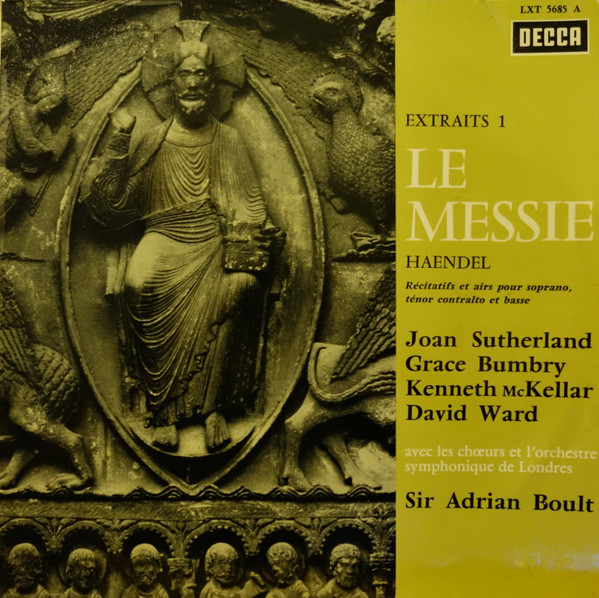 LXT 5685 A
DECCA
EXTRAITS 1
LE
MESSIE
HAENDEL
Récitatifs et airs pour soprano,
ténor contralto et basse
Joan Sutherland
Grace Bumbry
Kenneth McKellar
David Ward
avec les chœurs et l'orchestre
symphonique de Londres
Sir Adrian Boult